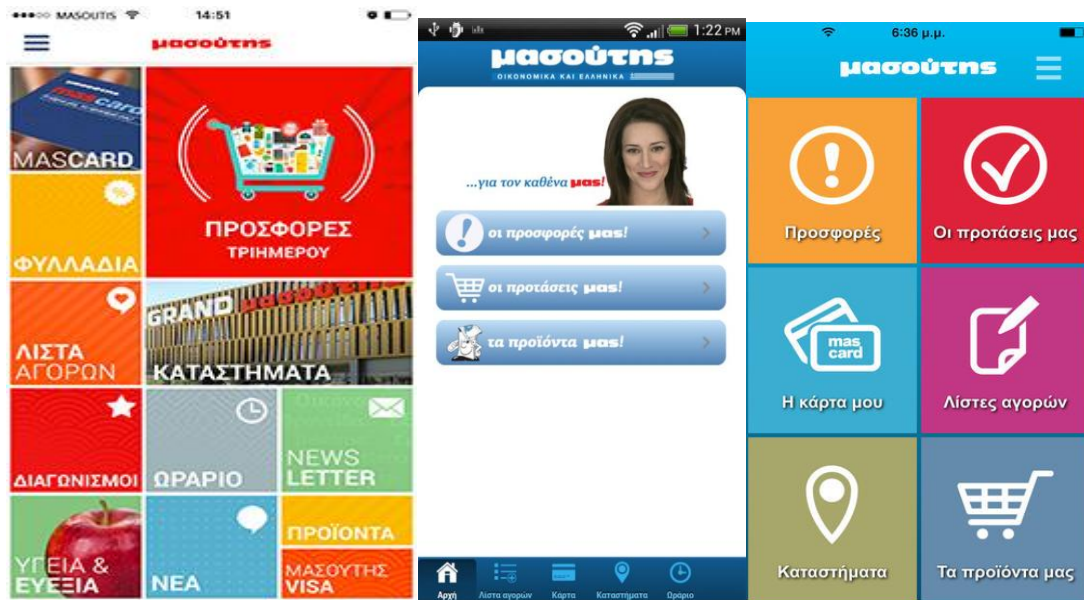 MASOUTIS 14:51
μασούτης
mascard
MASCARD
ΠΡΟΣΦΟΡΕΣ
ΤΡΙΗΜΕΡΟΥ
%
ΦΥΛΛΑΔΙΑ
ΛΙΣΤΑ
ΑΓΟΡΩΝ
GRAND μασούτης
ΚΑΤΑΣΤΗΜΑΤΑ
ΔΙΑΓΩΝΙΣΜΟΙ
ΩΡΑΡΙΟ
NEWS
LETTER
ΥΓΕΙΑ &
ΕΥΕΞΙΑ
ΝΕΑ
ΠΡΟΪΟΝΤΑ
ΜΑΣΟΥΤΗΣ
VISA
1:22 PM
μασούτης
ΟΙΚΟΝΟΜΙΚΑ ΚΑΙ ΕΛΛΗΝΙΚΑ
...για τον καθένα μας!
οι προσφορές μας!
οι προτάσεις μας!
τα προϊόντα μας!
Αρχή Λίστα αγορών Κάρτα Καταστήματα Ωράριο
6:36 μ.μ.
μασούτης
Προσφορές
Οι προτάσεις μας
mas
card
Η κάρτα μου
Λίστες αγορών
Καταστήματα
Τα προϊόντα μας